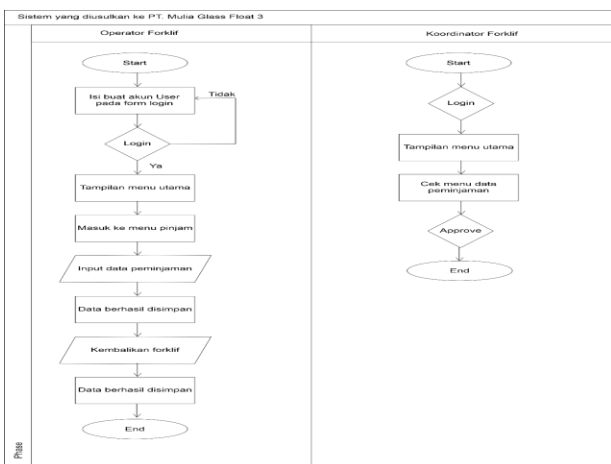 Sistem yang diusulkan ke PT. Mulia Glass Float 3
Operator Forklif
Start
Isi buat akun User
pada form login
Tidak
Login
Ya
Tampilan menu utama
Masuk ke menu pinjam
Input data peminjaman
Data berhasil disimpan
Kembalikan forklif
Data berhasil disimpan
End
Koordinator Forklif
Start
Login
Tampilan menu utama
Cek menu data
peminjaman
Approve
End
Phase